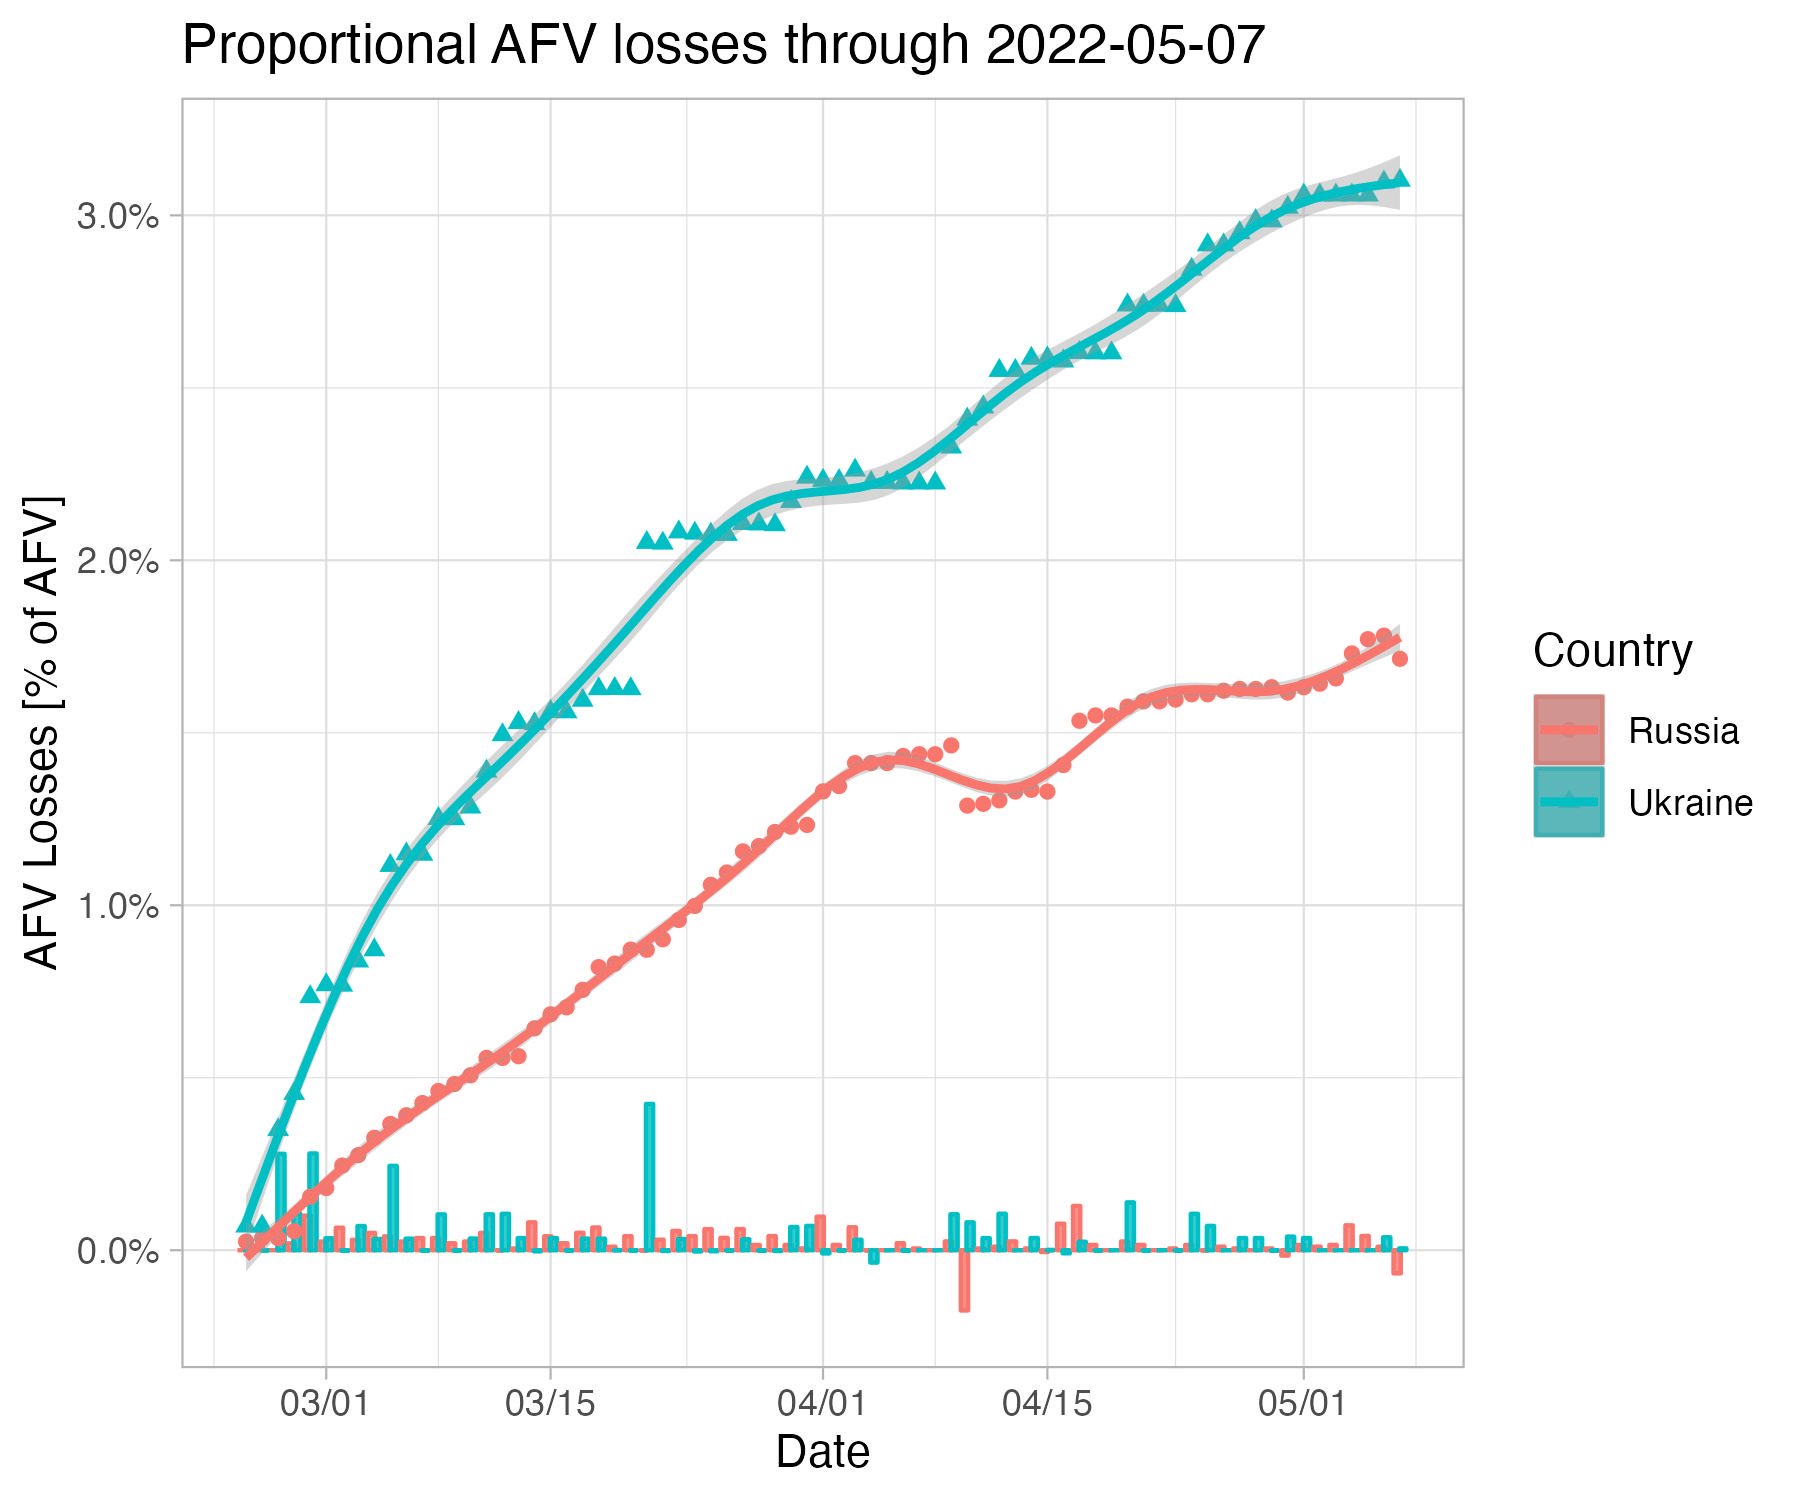 Proportional AFV losses through 2022-05-07
AFV Losses [% of AFV]
3.0%
2.0%
1.0%
0.0%
03/01
03/15
04/01
04/15
05/01
Date
Country
Russia
Ukraine